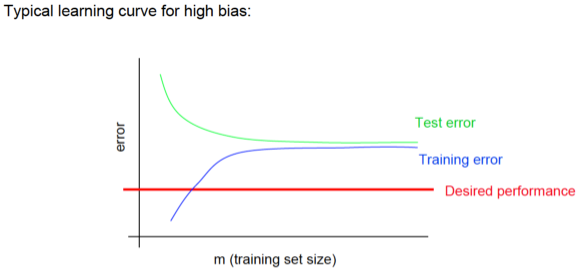 Typical learning curve for high bias:
error
Test error
Training error
Desired performance
m (training set size)